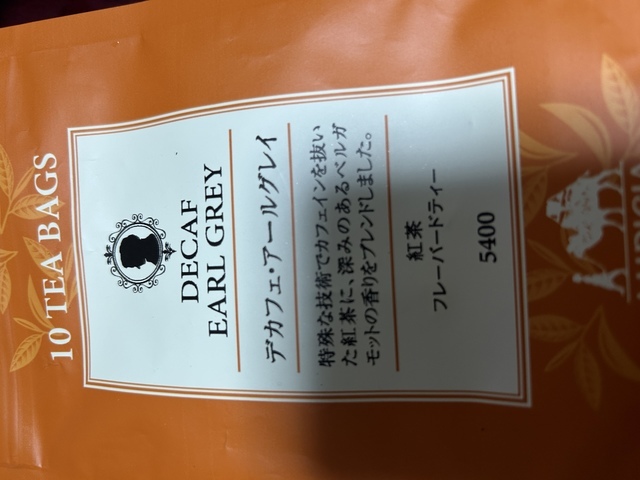 10 TEA BAGS
DECAF
EARL GREY
デカフェ・アールグレイ
特殊な技術でカフェインを抜い
た紅茶に、深みのあるベルガ
モットの香りをブレンドしました。
紅茶
フレーバードティー
5400